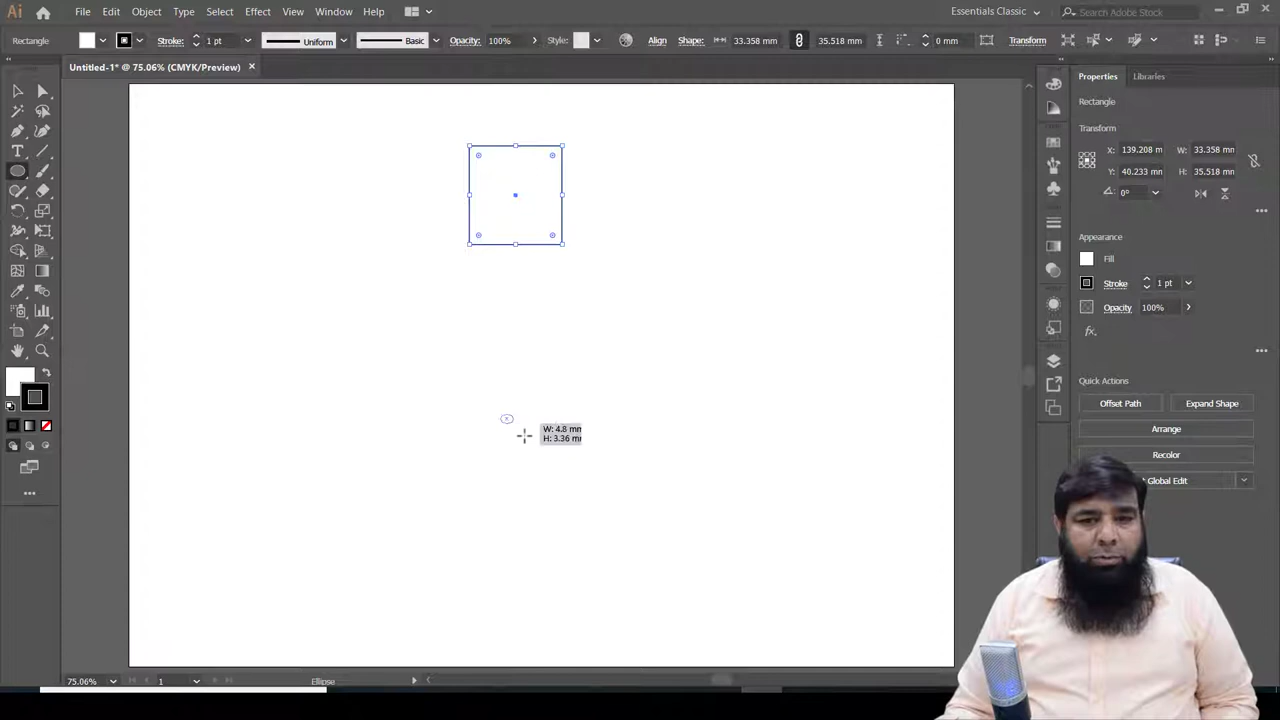 Ai File Edit Object Type Select Effect View Window Help Essentials Classic Search Adobe Stock
Rectangle Stroke: 1 pt Uniform Basic Opacity: 100% Style: Align Shape: 33.358 mm 35.518 mm 0 mm Transform
Untitled-1* @ 75.06% (CMYK/Preview) ×
Properties Libraries
Rectangle
Transform
X: 139.208 m W: 33.358 mn
Y: 40.233 mm H: 35.518 mn
0°
Appearance
Fill
Stroke 1 pt
Opacity 100%
fx.
Quick Actions
Offset Path Expand Shape
Arrange
Recolor
Global Edit
W: 4.8 mm
H: 3.36 m
75.06% 1 Ellipse